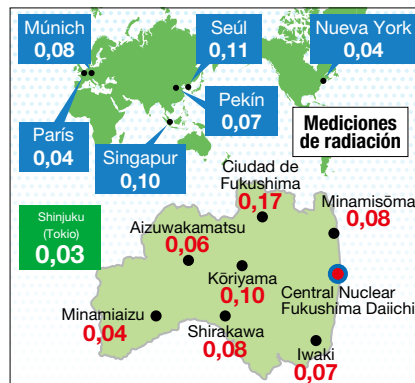 Múnich
0,08
Seúl
0,11
Nueva York
0,04
París
0,04
Pekín
0,07
Singapur
0,10
Mediciones
de radiación
Ciudad de
Fukushima
0,17
Minamisōma
0,08
Shinjuku
(Tokio)
0,03
Aizuwakamatsu
0,06
Kōriyama
0,10
Central Nuclear
Fukushima Daiichi
Minamiaizu
0,04
Shirakawa
0,08
Iwaki
0,07